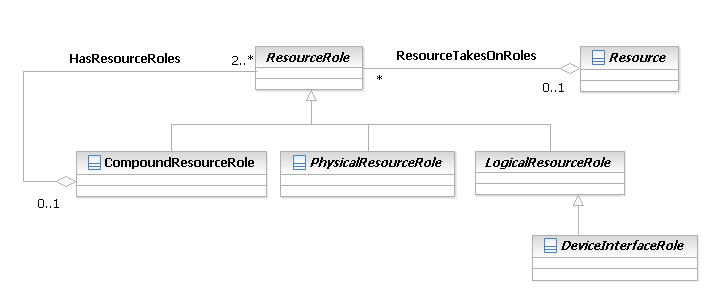 HasResourceRoles
2..*
ResourceRole
ResourceTakesOnRoles
*
0..1
Resource
CompoundResourceRole
PhysicalResourceRole
LogicalResourceRole
0..1
DeviceInterfaceRole